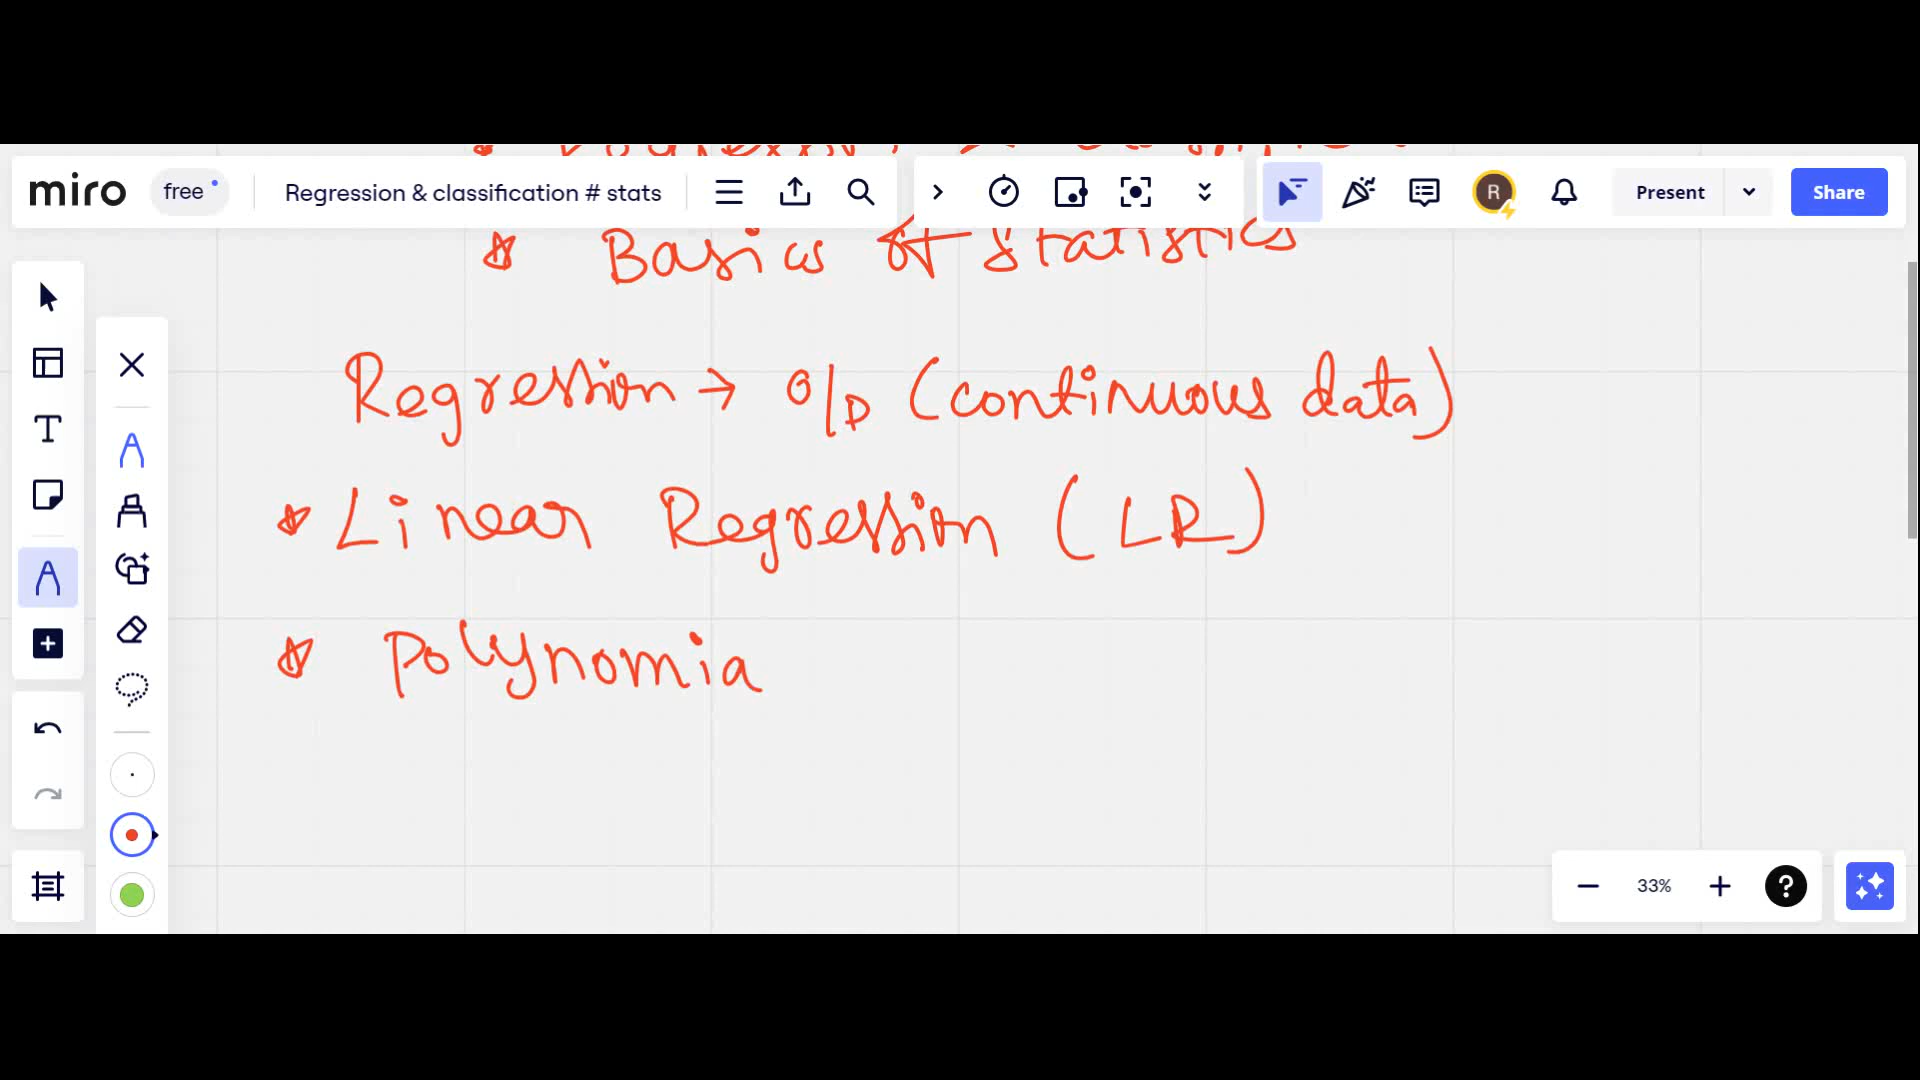 miro free Regression & classification # stats R Present Share
* Basics of statistics
Regression → O/P (continuous data)
* Linear Regression (LR)
* Polynomia
33%